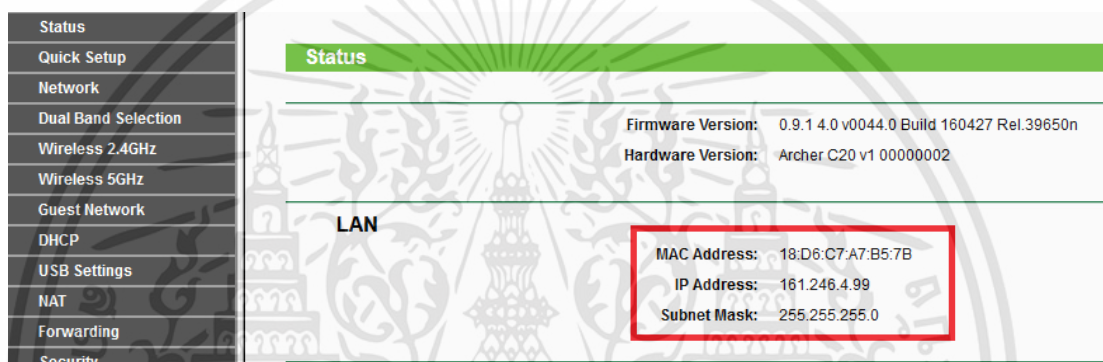 Status
Quick Setup
Network
Dual Band Selection
Wireless 2.4GHz
Wireless 5GHz
Guest Network
DHCP
USB Settings
NAT
Forwarding
Security
Status
Firmware Version: 0.9.1 4.0 v0044.0 Build 160427 Rel.39650n
Hardware Version: Archer C20 v1 00000002
LAN
MAC Address: 18:D6:C7:A7:B5:7B
IP Address: 161.246.4.99
Subnet Mask: 255.255.255.0